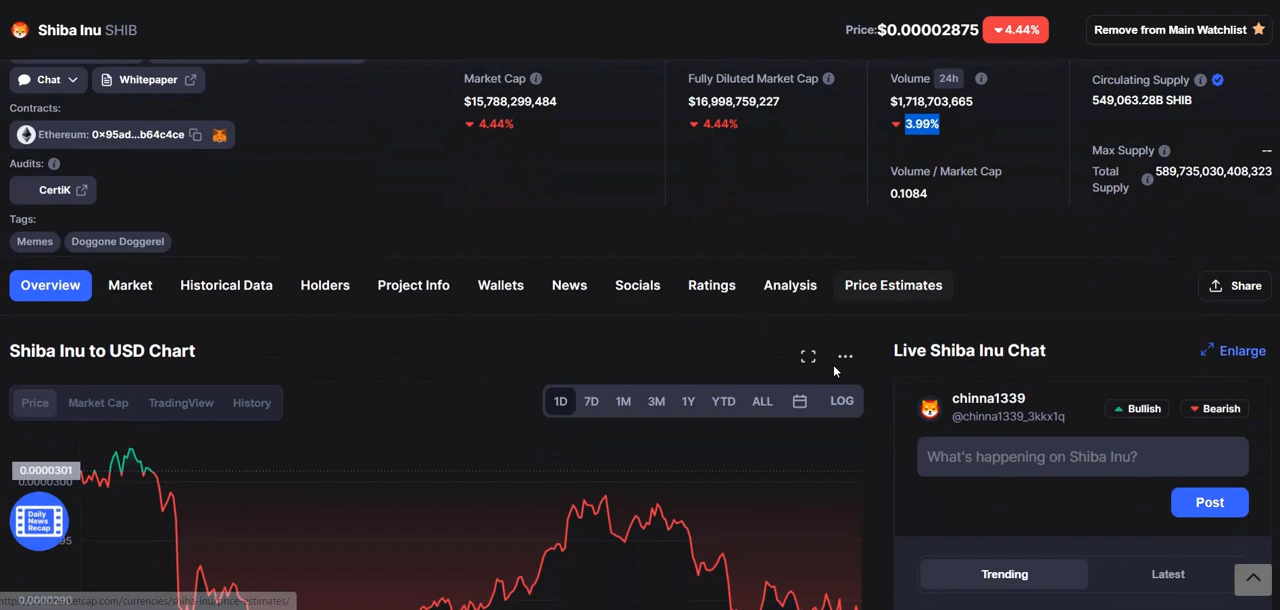 Shiba Inu SHIB
Price:$0.00002875 4.44%
Remove from Main Watchlist
Chat
Whitepaper
Contracts:
Ethereum: 0x95ad...b64c4ce
Audits:
CertiK
Tags:
Memes
Doggone Doggerel
Market Cap
$15,788,299,484
4.44%
Fully Diluted Market Cap
$16,998,759,227
4.44%
Volume 24h
$1,718,703,665
3.99%
Volume / Market Cap
0.1084
Circulating Supply
549,063.28B SHIB
Max Supply --
Total Supply 589,735,030,408,323
Overview Market Historical Data Holders Project Info Wallets News Socials Ratings Analysis Price Estimates
Share
Shiba Inu to USD Chart
Price Market Cap TradingView History
1D 7D 1M 3M 1Y YTD ALL LOG
0.0000301
0.0000300
Daily
News
Recap
95
0.0000290
Live Shiba Inu Chat
Enlarge
chinna1339
@chinna1339_3kkx1q
Bullish
Bearish
What's happening on Shiba Inu?
Post
Trending
Latest